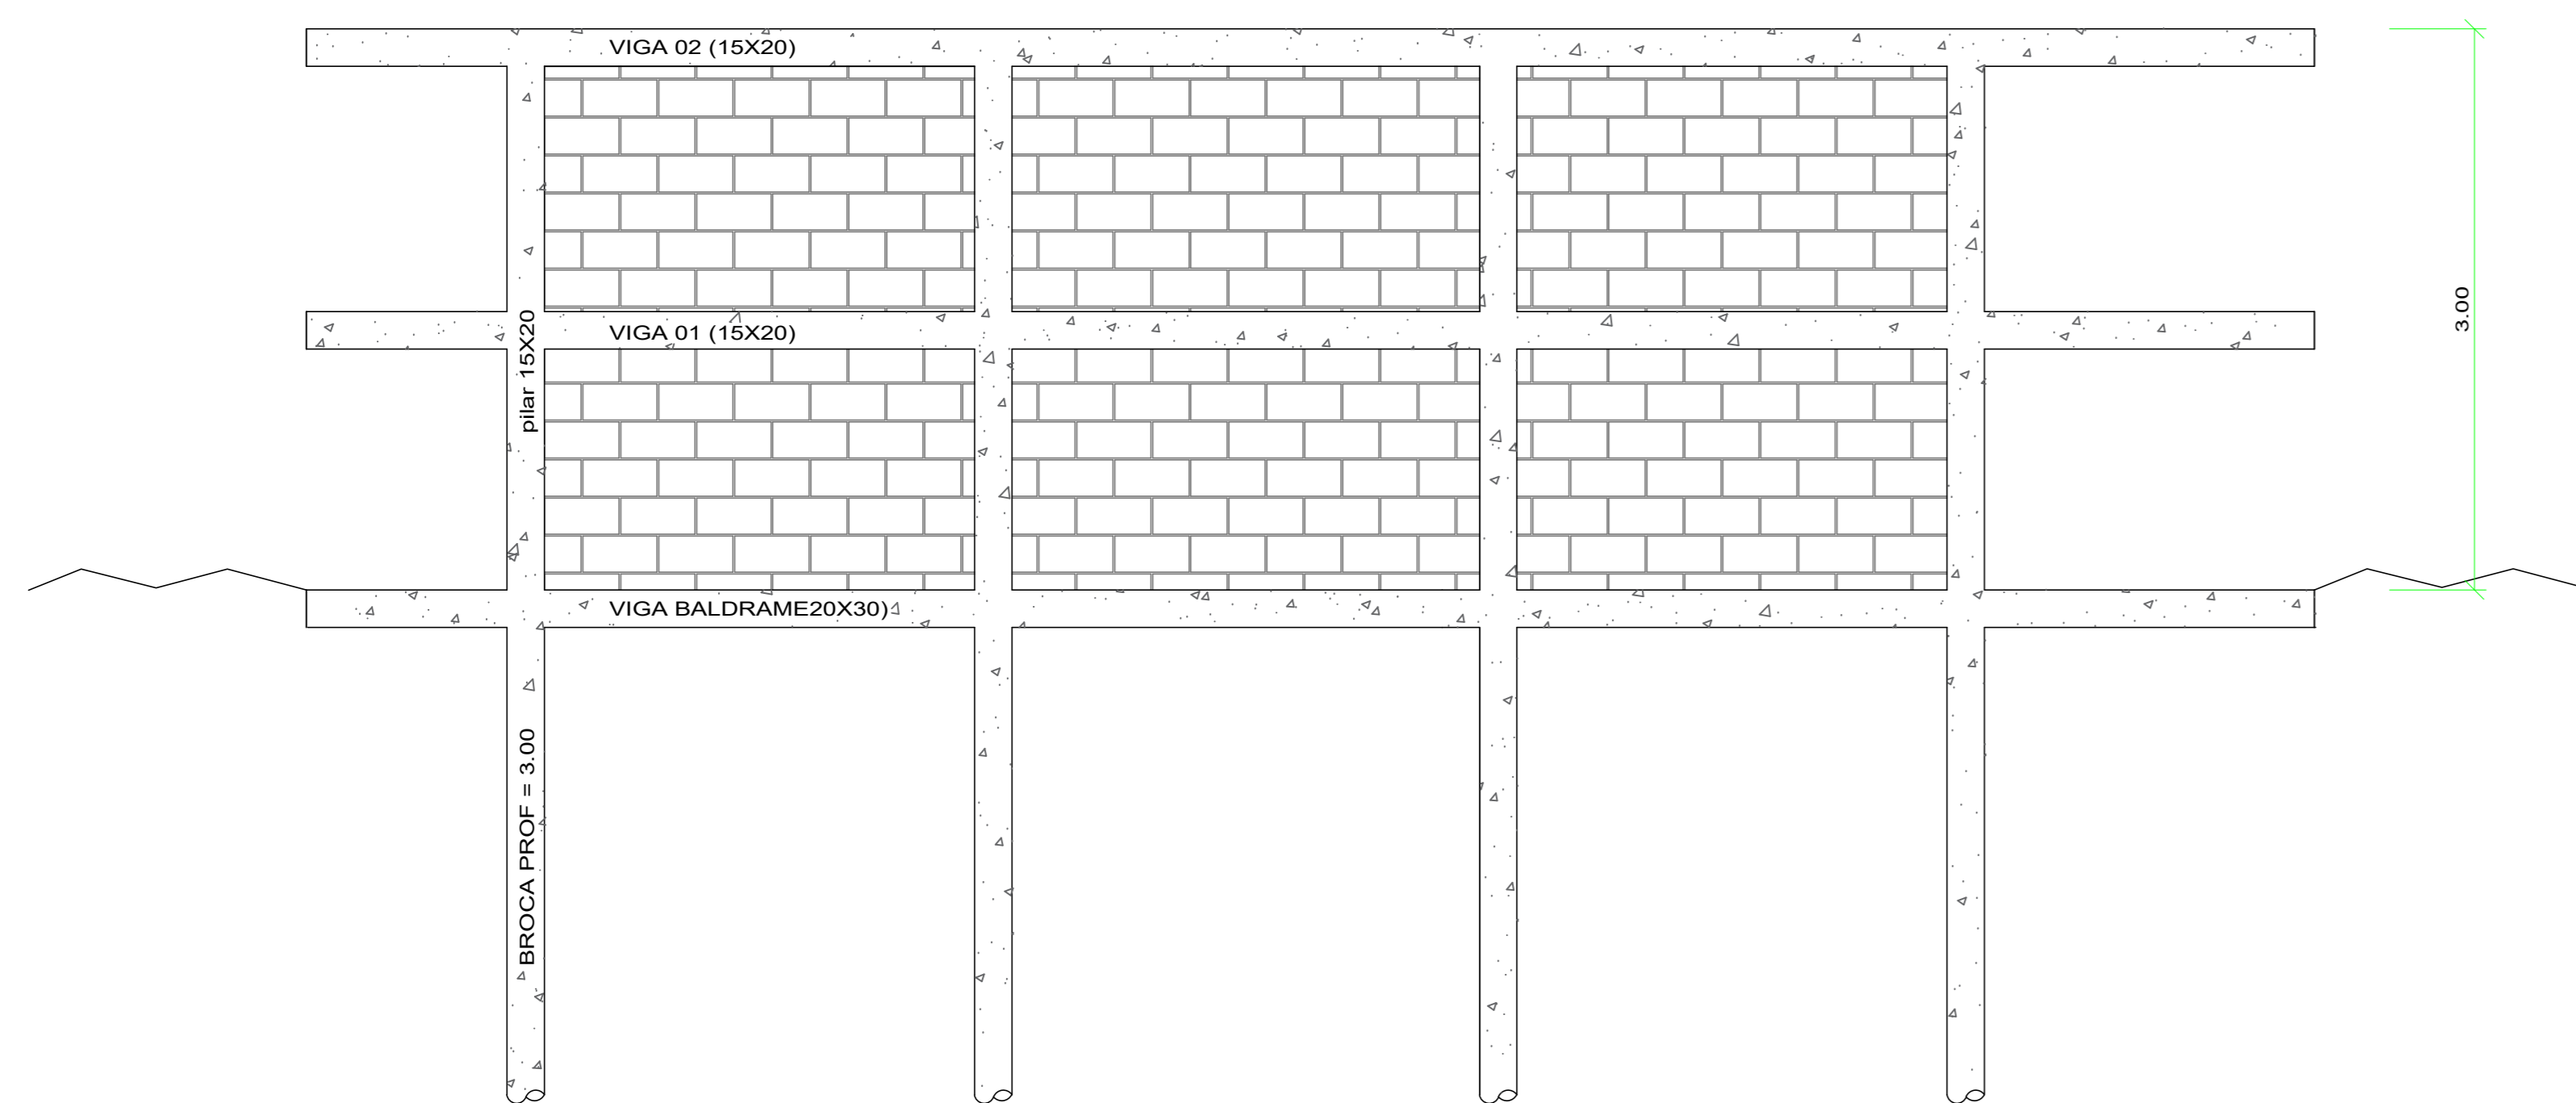 VIGA 02 (15X20)
pilar 15X20
VIGA 01 (15X20)
3.00
VIGA BALDRAME20X30)
BROCA PROF = 3.00